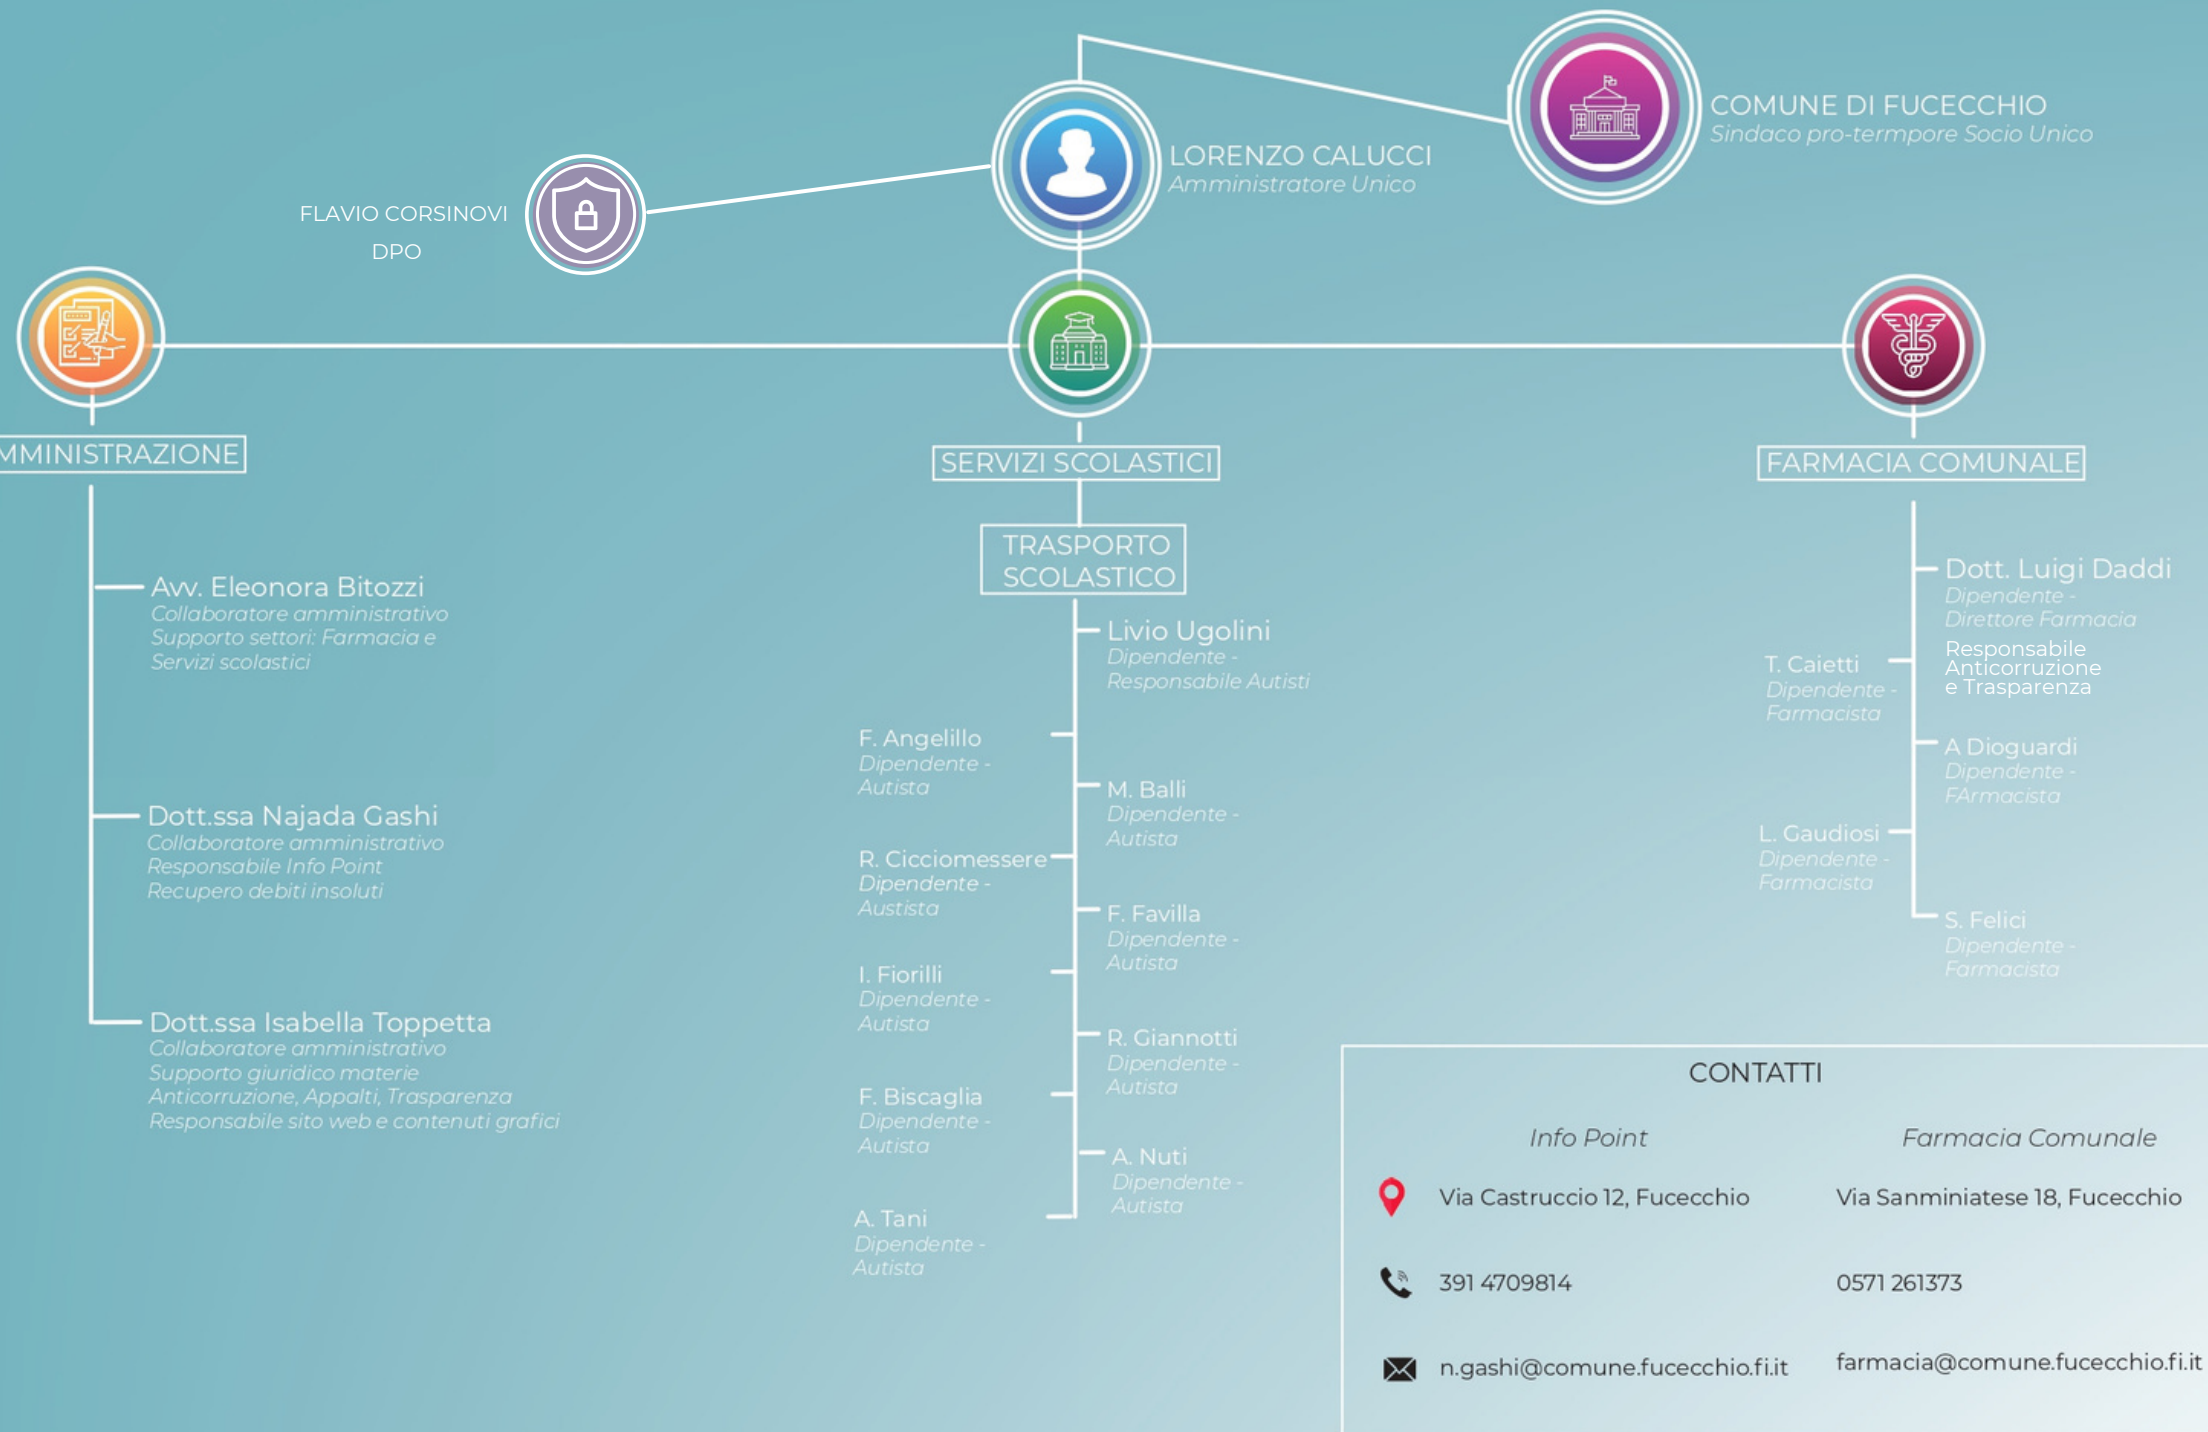 COMUNE DI FUCECCHIO
Sindaco pro-termpore Socio Unico
LORENZO CALUCCI
Amministratore Unico
FLAVIO CORSINOVI
DPO
MMINISTRAZIONE
Avv. Eleonora Bitozzi
Collaboratore amministrativo
Supporto settori: Farmacia e
Servizi scolastici
Dott.ssa Najada Gashi
Collaboratore amministrativo
Responsabile Info Point
Recupero debiti insoluti
Dott.ssa Isabella Toppetta
Collaboratore amministrativo
Supporto giuridico materie
Anticorruzione, Appalti, Trasparenza
Responsabile sito web e contenuti grafici
SERVIZI SCOLASTICI
TRASPORTO
SCOLASTICO
Livio Ugolini
Dipendente -
Responsabile Autisti
F. Angelillo
Dipendente -
Autista
M. Balli
Dipendente -
Autista
R. Cicciomessere
Dipendente -
Austista
F. Favilla
Dipendente -
Autista
I. Fiorilli
Dipendente -
Autista
R. Giannotti
Dipendente -
Autista
F. Biscaglia
Dipendente -
Autista
A. Nuti
Dipendente -
Autista
A. Tani
Dipendente -
Autista
FARMACIA COMUNALE
Dott. Luigi Daddi
Dipendente -
Direttore Farmacia
Responsabile
Anticorruzione
e Trasparenza
T. Caietti
Dipendente -
Farmacista
A Dioguardi
Dipendente -
FArmacista
L. Gaudiosi
Dipendente -
Farmacista
S. Felici
Dipendente -
Farmacista
CONTATTI
Info Point
Via Castruccio 12, Fucecchio
391 4709814
n.gashi@comune.fucecchio.fi.it
Farmacia Comunale
Via Sanminiatese 18, Fucecchio
0571 261373
farmacia@comune.fucecchio.fi.it